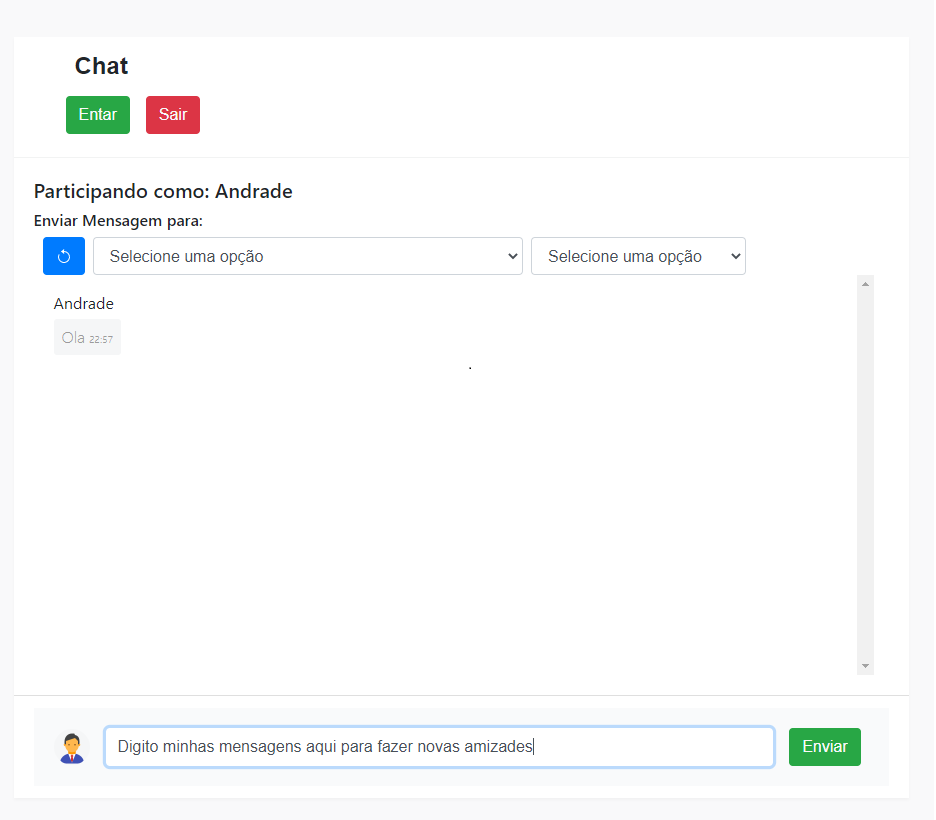 Chat
Entar Sair
Participando como: Andrade
Enviar Mensagem para:
Selecione uma opção Selecione uma opção
Andrade
Ola 22:57
.
Digito minhas mensagens aqui para fazer novas amizades Enviar